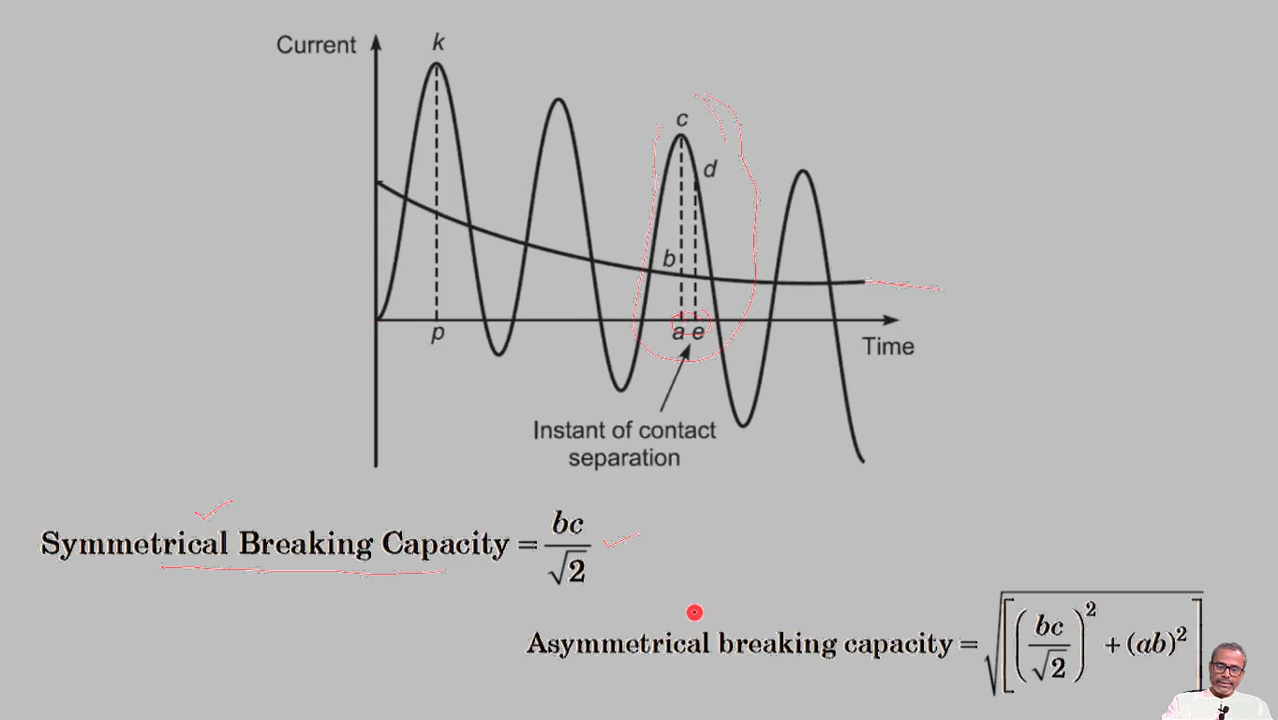 Current
k
c
d
b
p
a e
Time
Instant of contact
separation
Symmetrical Breaking Capacity = bc/√2
Asymmetrical breaking capacity = √[(bc/√2)² + (ab)²]